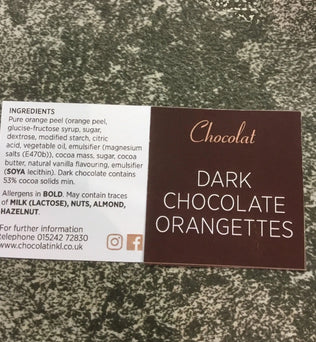 INGREDIENTS
Pure orange peel (orange peel,
glucise-fructose syrup, sugar,
dextrose, modified starch, citric
acid, vegetable oil, emulsifier (magnesium
salts (E470b)), cocoa mass, sugar, cocoa
butter, natural vanilla flavouring, emulsifier
(SOYA lecithin). Dark chocolate contains
53% cocoa solids min.
Allergens in BOLD. May contain traces
of MILK (LACTOSE), NUTS, ALMOND,
HAZELNUT.
For further information
telephone 015242 72830
www.chocolatinkl.co.uk
Chocolat
DARK
CHOCOLATE
ORANGETTES